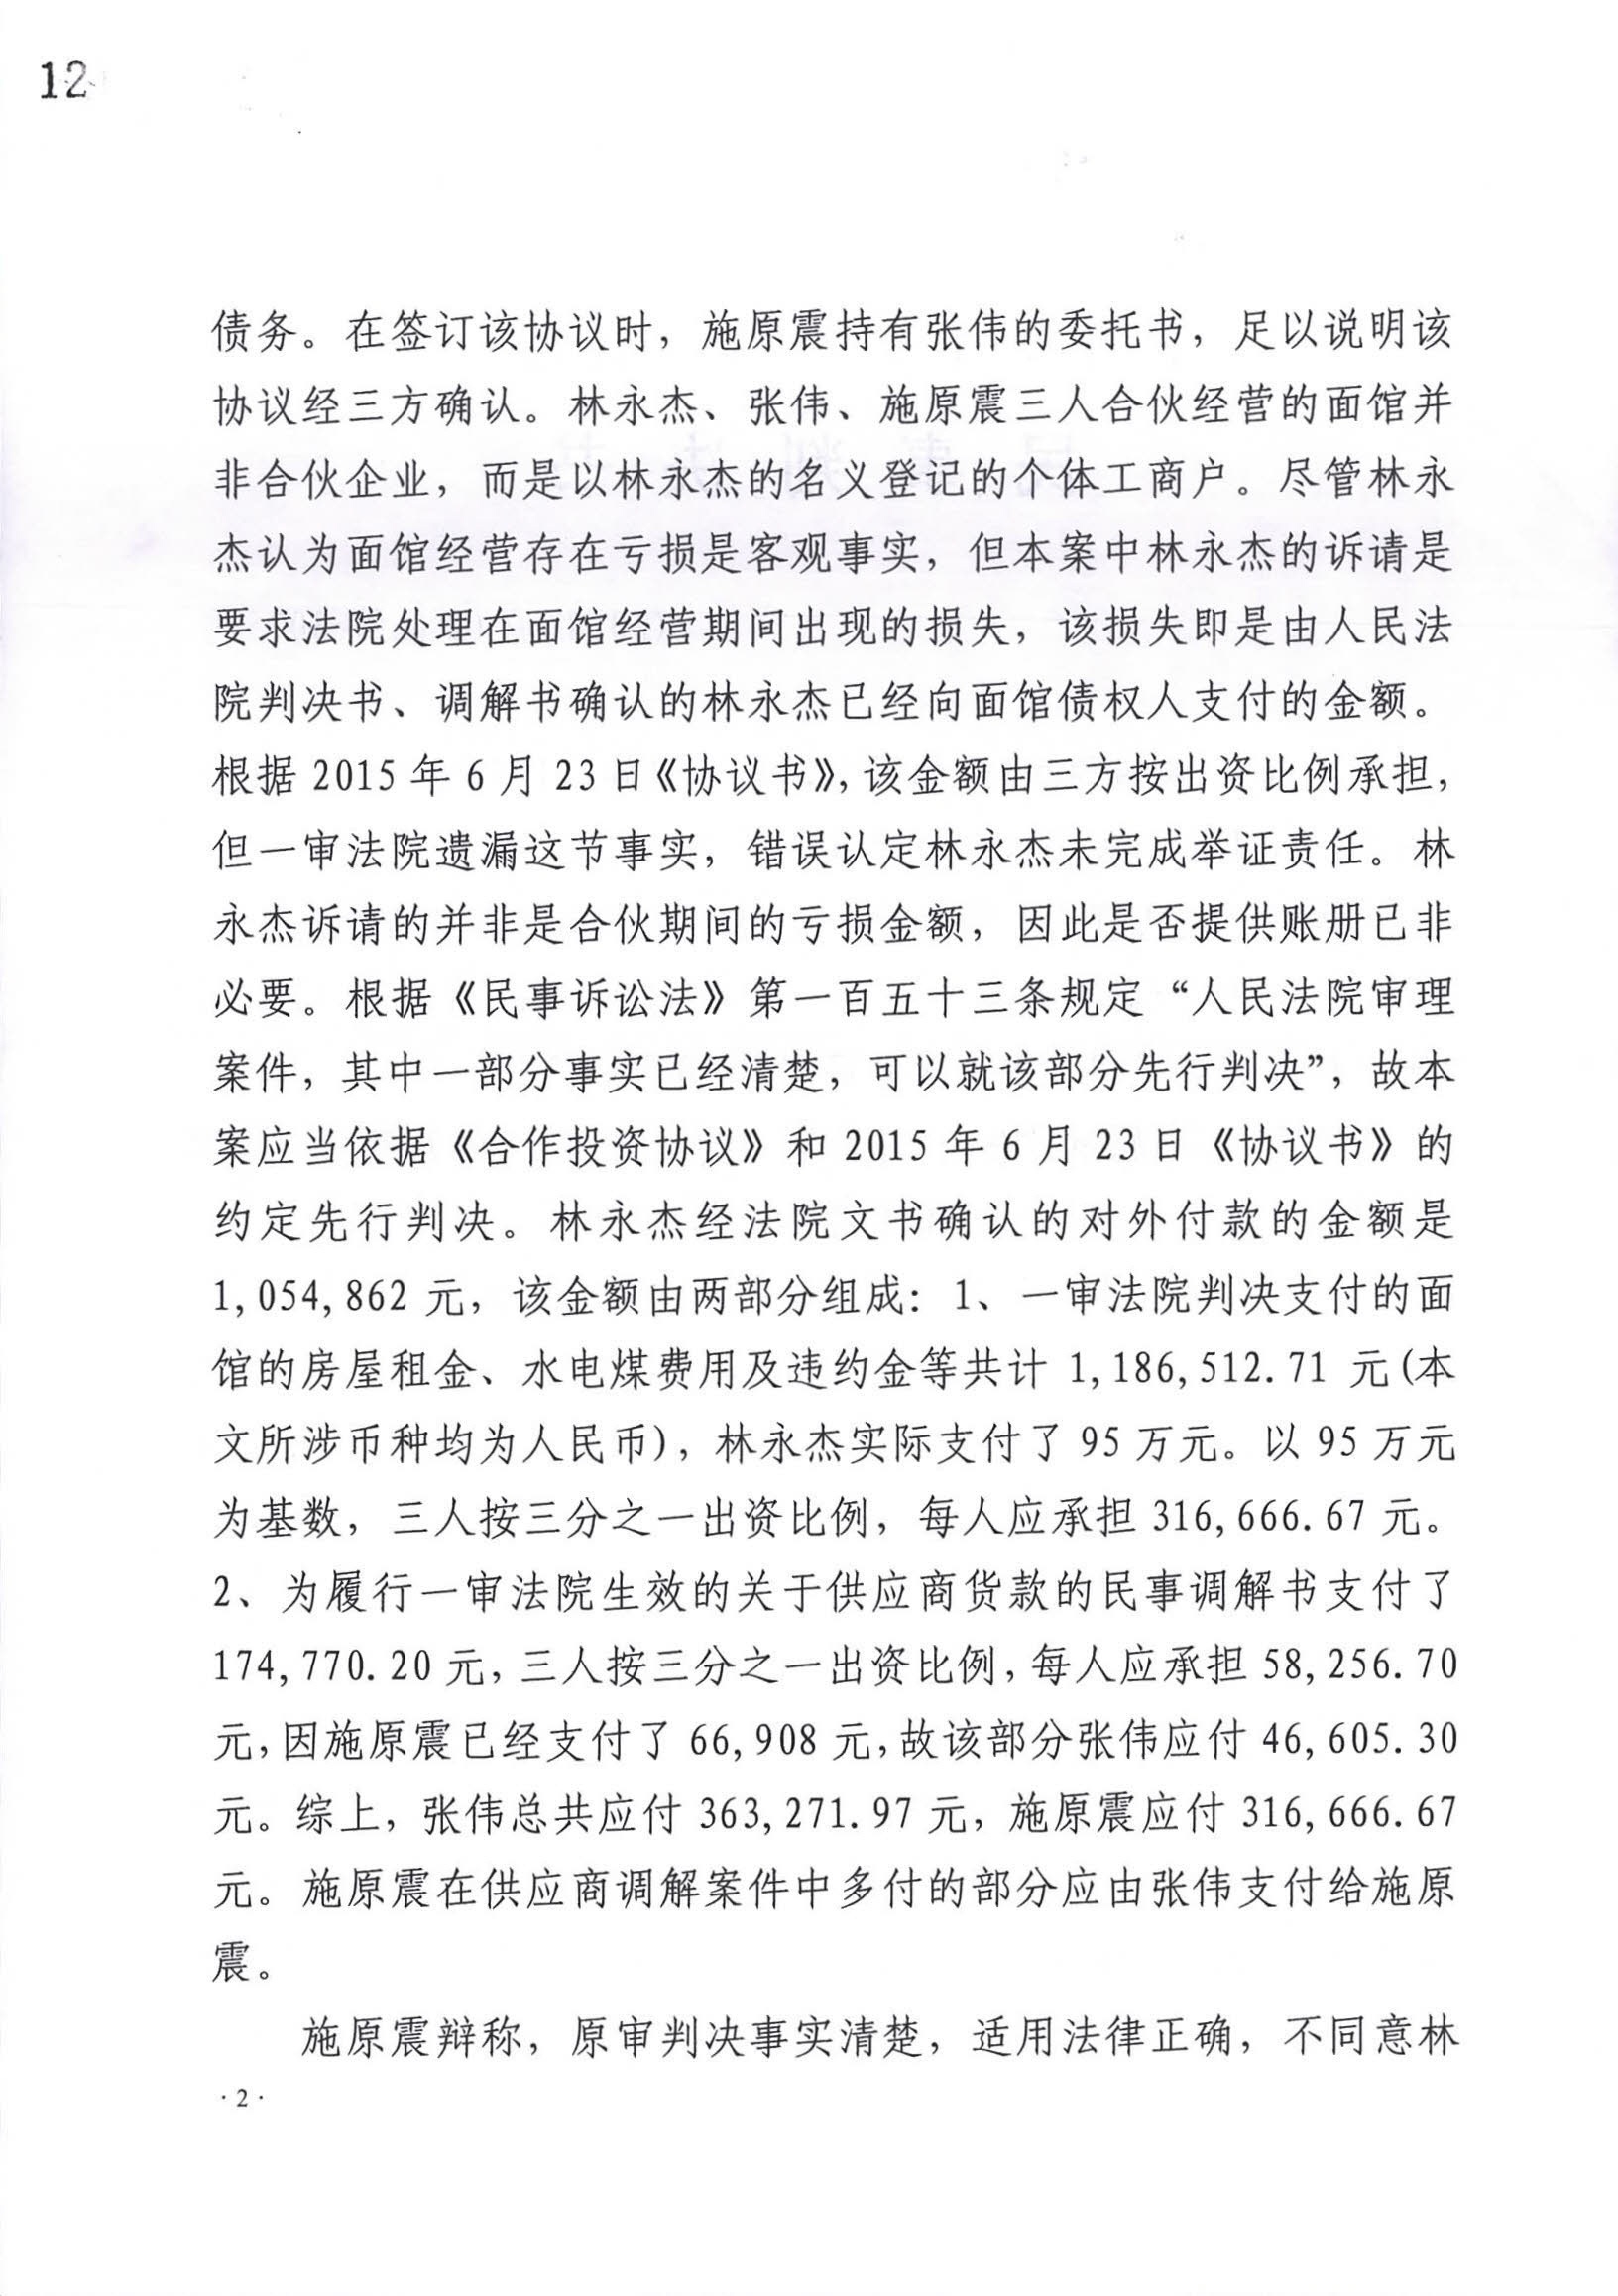 12
债务。在签订该协议时，施原震持有张伟的委托书，足以说明该
协议经三方确认。林永杰、张伟、施原震三人合伙经营的面馆并
非合伙企业，而是以林永杰的名义登记的个体工商户。尽管林永
杰认为面馆经营存在亏损是客观事实，但本案中林永杰的诉请是
要求法院处理在面馆经营期间出现的损失，该损失即是由人民法
院判决书、调解书确认的林永杰已经向面馆债权人支付的金额。
根据 2015 年 6 月 23 日《协议书》，该金额由三方按出资比例承担，
但一审法院遗漏这节事实，错误认定林永杰未完成举证责任。林
永杰诉请的并非是合伙期间的亏损金额，因此是否提供账册已非
必要。根据《民事诉讼法》第一百五十三条规定“人民法院审理
案件，其中一部分事实已经清楚，可以就该部分先行判决”，故本
案应当依据《合作投资协议》和 2015 年 6 月 23 日《协议书》的
约定先行判决。林永杰经法院文书确认的对外付款的金额是
1,054,862 元，该金额由两部分组成：1、一审法院判决支付的面
馆的房屋租金、水电煤费用及违约金等共计 1,186,512.71 元(本
文所涉币种均为人民币)，林永杰实际支付了 95 万元。以 95 万元
为基数，三人按三分之一出资比例，每人应承担 316,666.67 元。
2、为履行一审法院生效的关于供应商货款的民事调解书支付了
174,770.20 元，三人按三分之一出资比例，每人应承担 58,256.70
元，因施原震已经支付了 66,908 元，故该部分张伟应付 46,605.30
元。综上，张伟总共应付 363,271.97 元，施原震应付 316,666.67
元。施原震在供应商调解案件中多付的部分应由张伟支付给施原
震。
施原震辩称，原审判决事实清楚，适用法律正确，不同意林
·2·